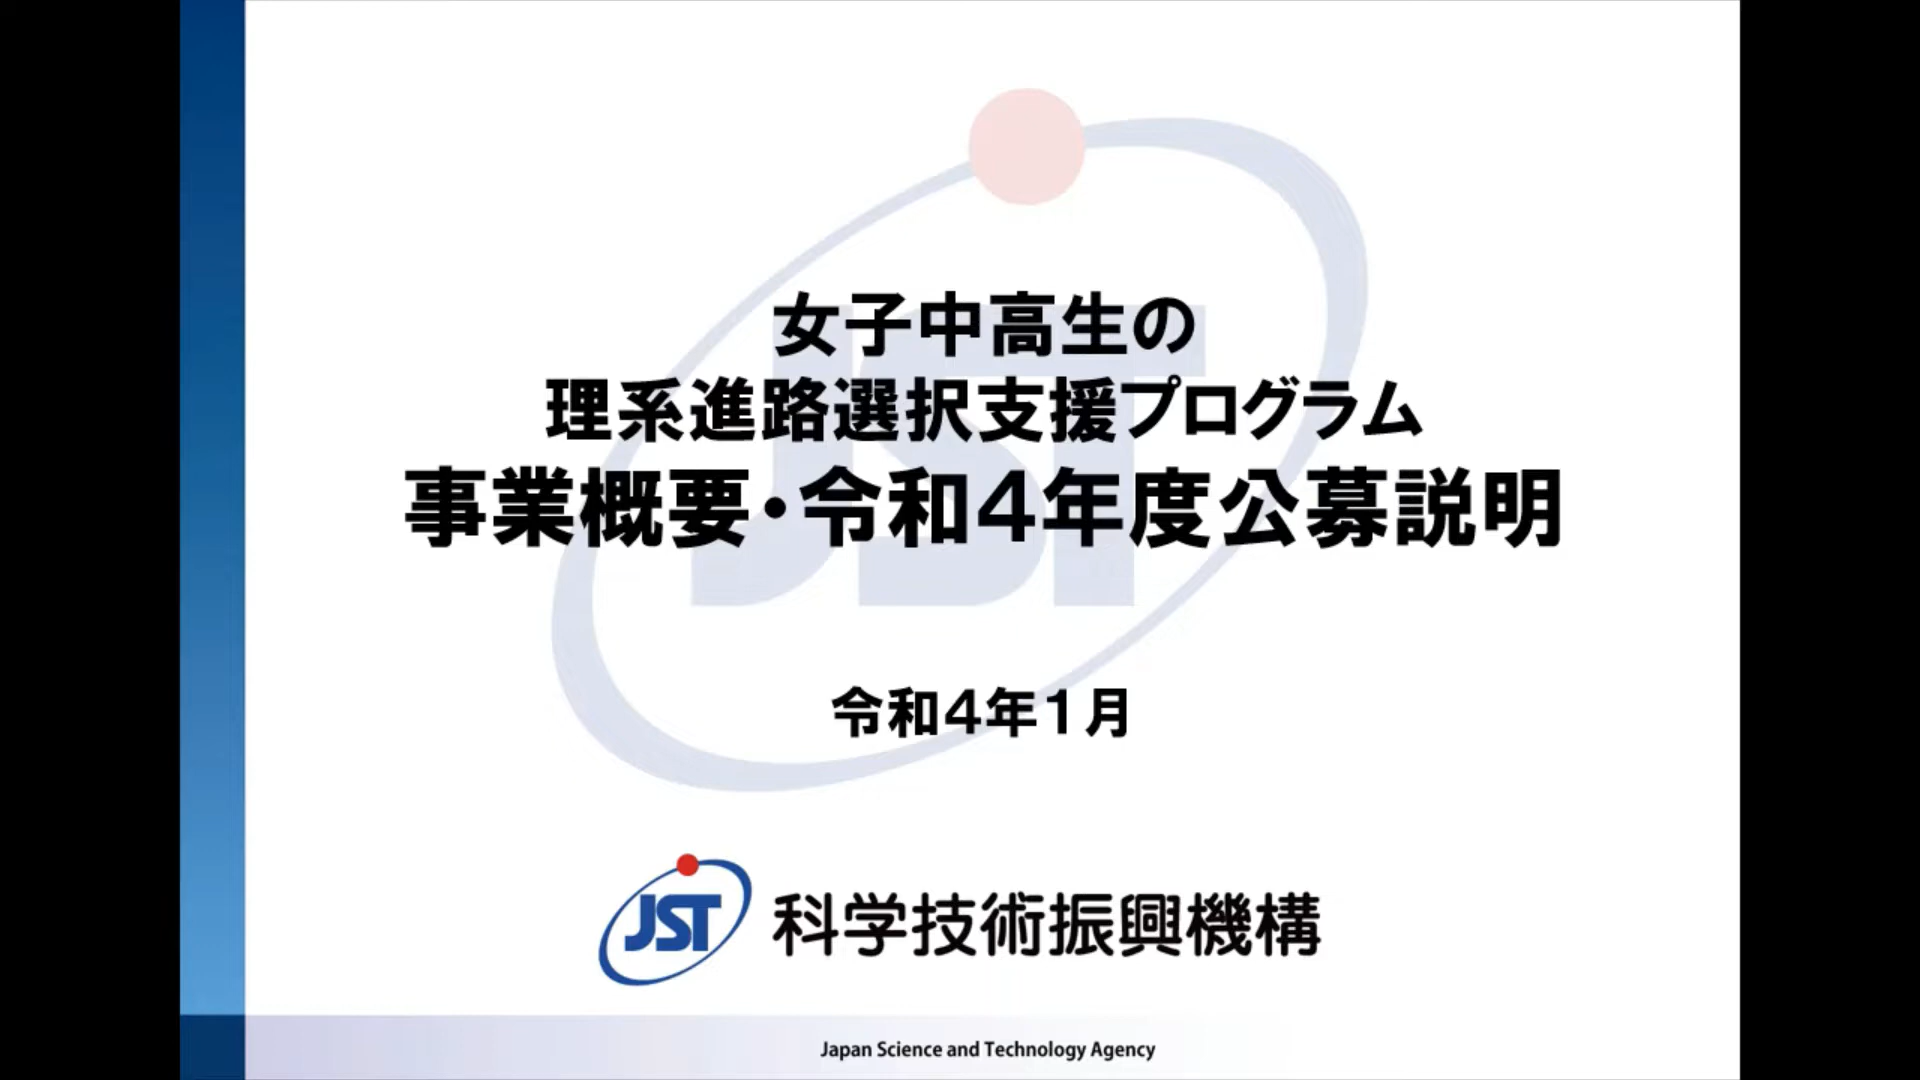 女子中高生の
理系進路選択支援プログラム
事業概要・令和４年度公募説明
令和４年１月
JST 科学技術振興機構
Japan Science and Technology Agency